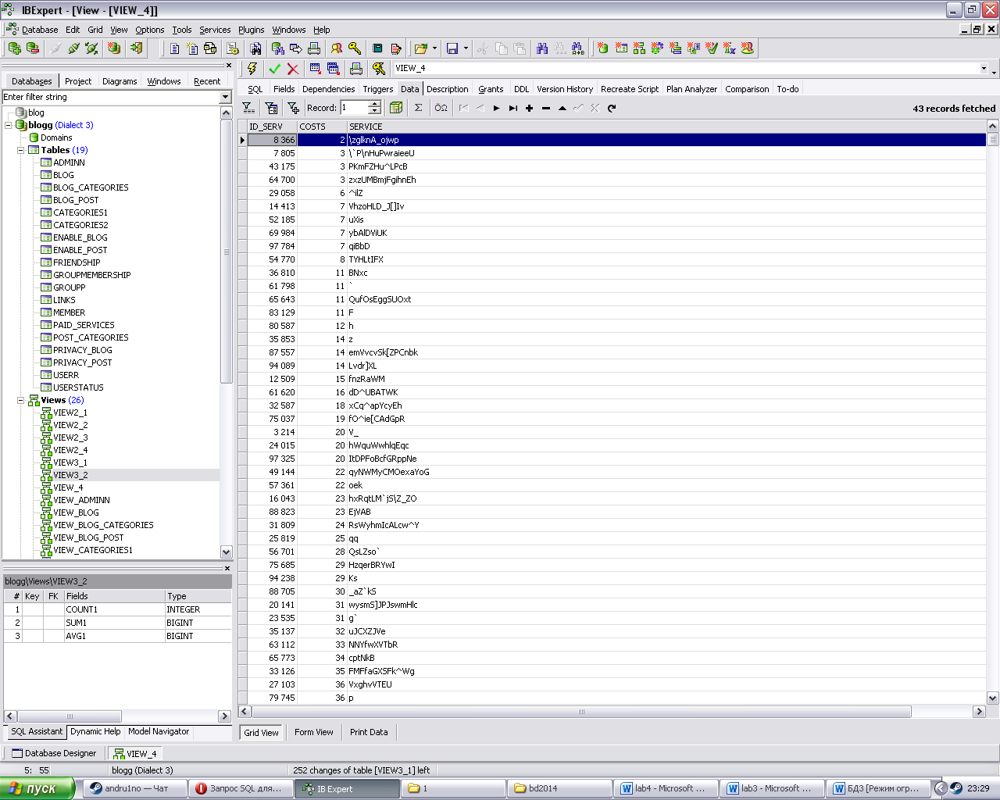 IBExpert - [View - [VIEW_4]]
Database Edit Grid View Options Tools Services Plugins Windows Help
VIEW_4
Databases Project Diagrams Windows Recent
SQL Fields Dependencies Triggers Data Description Grants DDL Version History Recreate Script Plan Analyzer Comparison To-do
Enter filter string
Record: 1 43 records fetched
blog
blogg (Dialect 3)
Domains
Tables (19)
ADMINN
BLOG
BLOG_CATEGORIES
BLOG_POST
CATEGORIES1
CATEGORIES2
ENABLE_BLOG
ENABLE_POST
FRIENDSHIP
GROUPMEMBERSHIP
GROUPP
LINKS
MEMBER
PAID_SERVICES
POST_CATEGORIES
PRIVACY_BLOG
PRIVACY_POST
USERR
USERSTATUS
Views (26)
VIEW2_1
VIEW2_2
VIEW2_3
VIEW2_4
VIEW3_1
VIEW3_2
VIEW_4
VIEW_ADMINN
VIEW_BLOG
VIEW_BLOG_CATEGORIES
VIEW_BLOG_POST
VIEW_CATEGORIES1
blogg\Views\VIEW3_2
# Key FK Fields Type
1 COUNT1 INTEGER
2 SUM1 BIGINT
3 AVG1 BIGINT
SQL Assistant Dynamic Help Model Navigator
ID_SERV COSTS SERVICE
8 366 2 \zglknA_ojwp
7 805 3 \`P\nHuPwraieeU
43 175 3 PKmFZHu^LPcB
64 700 3 zxzUMBmjFgihnEh
29 058 6 ^ilZ
14 413 7 VhzoHLD_J[]Iv
52 185 7 uXis
69 984 7 ybAlDViUK
97 784 7 qiBbD
54 770 8 TYHLtIFX
36 810 11 BNxc
61 798 11 `
65 643 11 QufOsEggSUOxt
83 129 11 F
80 587 12 h
35 853 14 z
87 557 14 emVvcvSk[ZPCnbk
94 089 14 Lvdr]XL
12 509 15 fnzRaWM
61 620 16 dD^UBATWK
32 587 18 xCq^apYcyEh
75 037 19 fO^ie[CAdGpR
3 214 20 V_
24 015 20 hWquWwhlqEqc
97 325 20 ItDPFoBcfGRppNe
49 144 22 qyNWMyCMOexaYoG
57 361 22 oek
16 043 23 hxRqtLM`jS\Z_ZO
88 823 23 EjVAB
31 809 24 RsWyhmIcALcw^Y
25 819 25 qq
56 701 28 QsLZso`
75 685 29 HzqerBRYwI
94 238 29 Ks
88 705 30 _aZ`kS
20 141 31 wysmS]JPJswmHlc
23 535 31 g`
35 137 32 uJCXZJVe
63 112 33 NNYfwXVTbR
65 773 34 cptNkB
33 126 35 FMFfaGXSFk^Wg
27 103 36 VxghvVTEU
79 745 36 p
Grid View Form View Print Data
Database Designer VIEW_4
5: 55 blogg (Dialect 3) 252 changes of table [VIEW3_1] left
пуск andru1no — Чат Запрос SQL для... IB Expert 1 bd2014 lab4 - Microsoft ... lab3 - Microsoft ... БД3 [Режим огр... 23:29